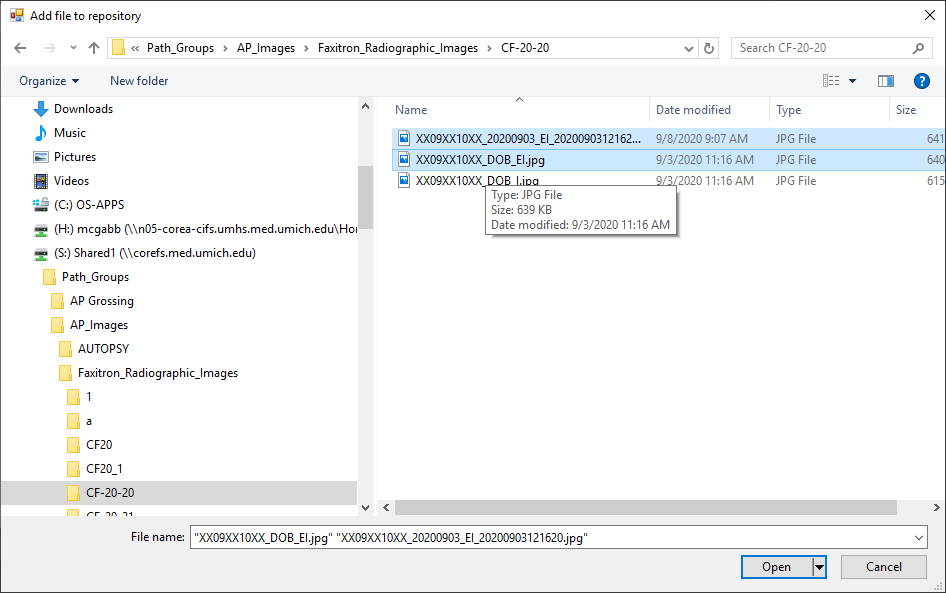 Add file to repository
« Path_Groups › AP_Images › Faxitron_Radiographic_Images › CF-20-20
Search CF-20-20
Organize
New folder
?
Downloads
Music
Pictures
Videos
(C:) OS-APPS
(H:) mcgabb (\\n05-corea-cifs.umhs.med.umich.edu\Hor
(S:) Shared1 (\\corefs.med.umich.edu)
Path_Groups
AP Grossing
AP_Images
AUTOPSY
Faxitron_Radiographic_Images
1
a
CF20
CF20_1
CF-20-20
CF-20-21
Name Date modified Type Size
XX09XX10XX_20200903_EI_2020090312162... 9/8/2020 9:07 AM JPG File 641
XX09XX10XX_DOB_EI.jpg 9/3/2020 11:16 AM JPG File 640
XX09XX10XX_DOB_I.jpg 9/3/2020 11:16 AM JPG File 615
Type: JPG File
Size: 639 KB
Date modified: 9/3/2020 11:16 AM
File name: "XX09XX10XX_DOB_EI.jpg" "XX09XX10XX_20200903_EI_20200903121620.jpg"
Open
Cancel